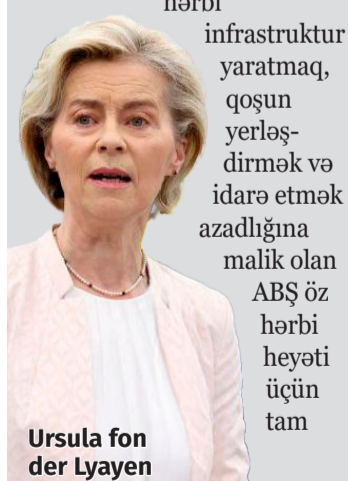 hərbi
infrastruktur
yaratmaq,
qoşun
yerləş-
dirmək və
idarə etmək
azadlığına
malik olan
ABŞ öz
hərbi
heyəti
üçün
tam
Ursula fon
der Lyayen